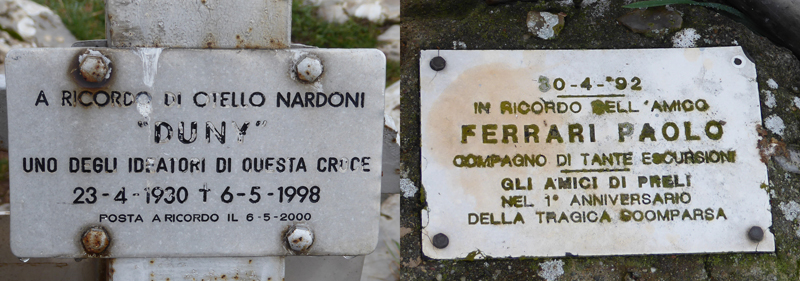 A RICORDO DI OTELLO NARDONI
"DUNY"
UNO DEGLI IDEATORI DI QUESTA CROCE
23-4-1930 † 6-5-1998
POSTA A RICORDO IL 6-5-2000
30-4-'92
IN RICORDO DELL'AMICO
FERRARI PAOLO
COMPAGNO DI TANTE ESCURSIONI
GLI AMICI DI PRELI
NEL 1° ANNIVERSARIO
DELLA TRAGICA SCOMPARSA